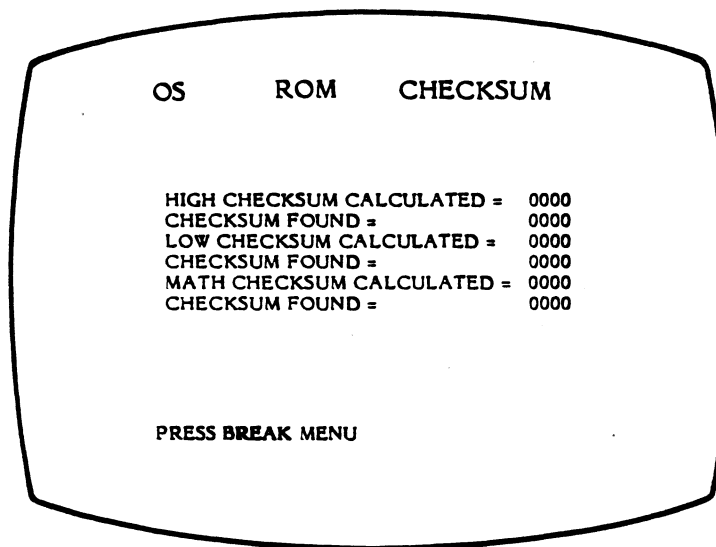 OS ROM CHECKSUM
HIGH CHECKSUM CALCULATED = 0000
CHECKSUM FOUND = 0000
LOW CHECKSUM CALCULATED = 0000
CHECKSUM FOUND = 0000
MATH CHECKSUM CALCULATED = 0000
CHECKSUM FOUND = 0000
PRESS BREAK MENU